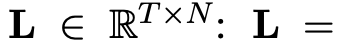 𝐋 ∈ ℝ^{T×N}: 𝐋 =